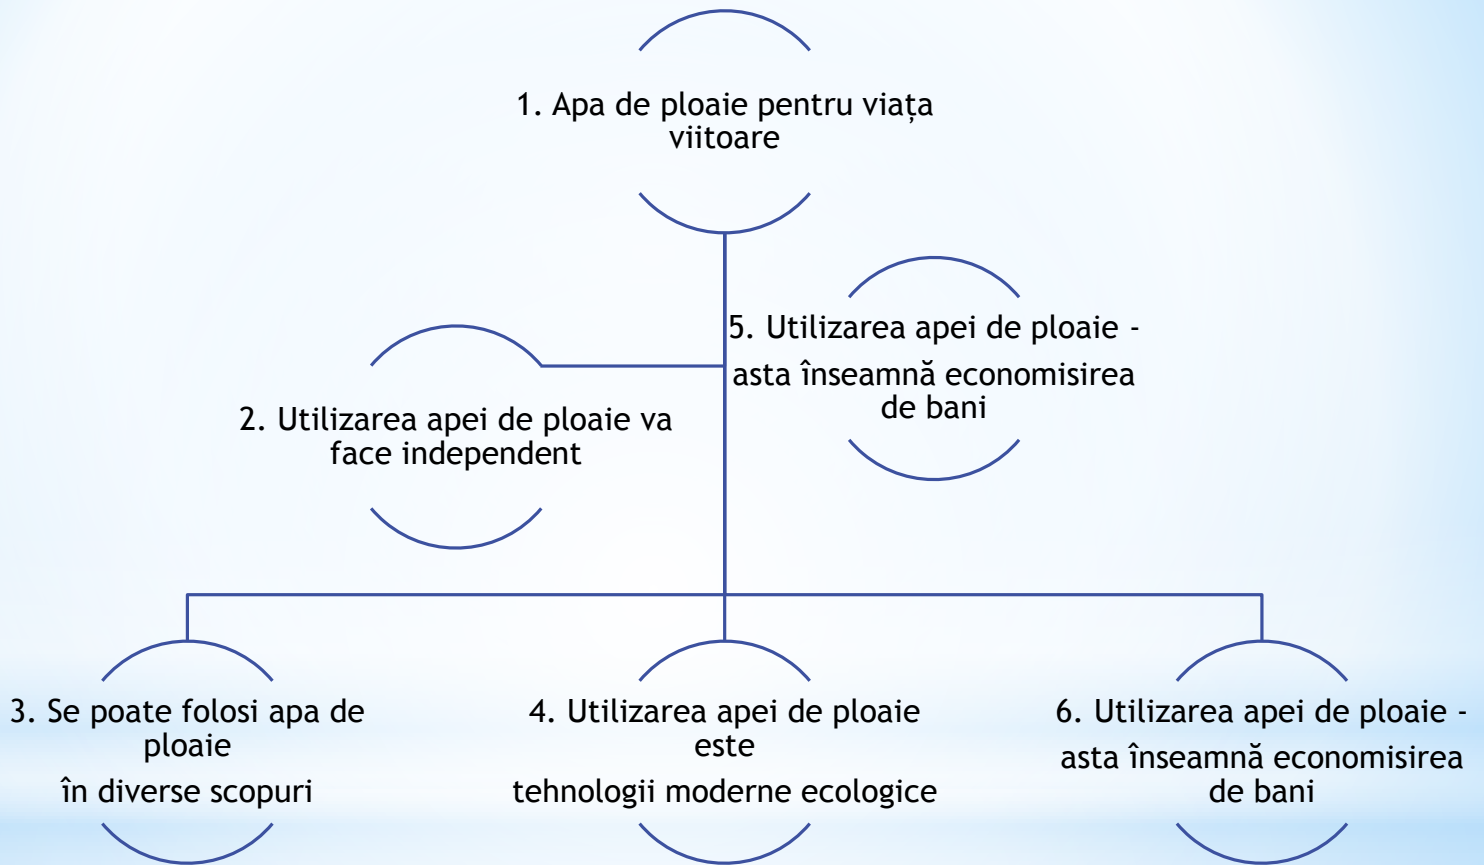 1. Apa de ploaie pentru viața
viitoare
5. Utilizarea apei de ploaie -
asta înseamnă economisirea
de bani
2. Utilizarea apei de ploaie va
face independent
3. Se poate folosi apa de
ploaie
în diverse scopuri
4. Utilizarea apei de ploaie
este
tehnologii moderne ecologice
6. Utilizarea apei de ploaie -
asta înseamnă economisirea
de bani